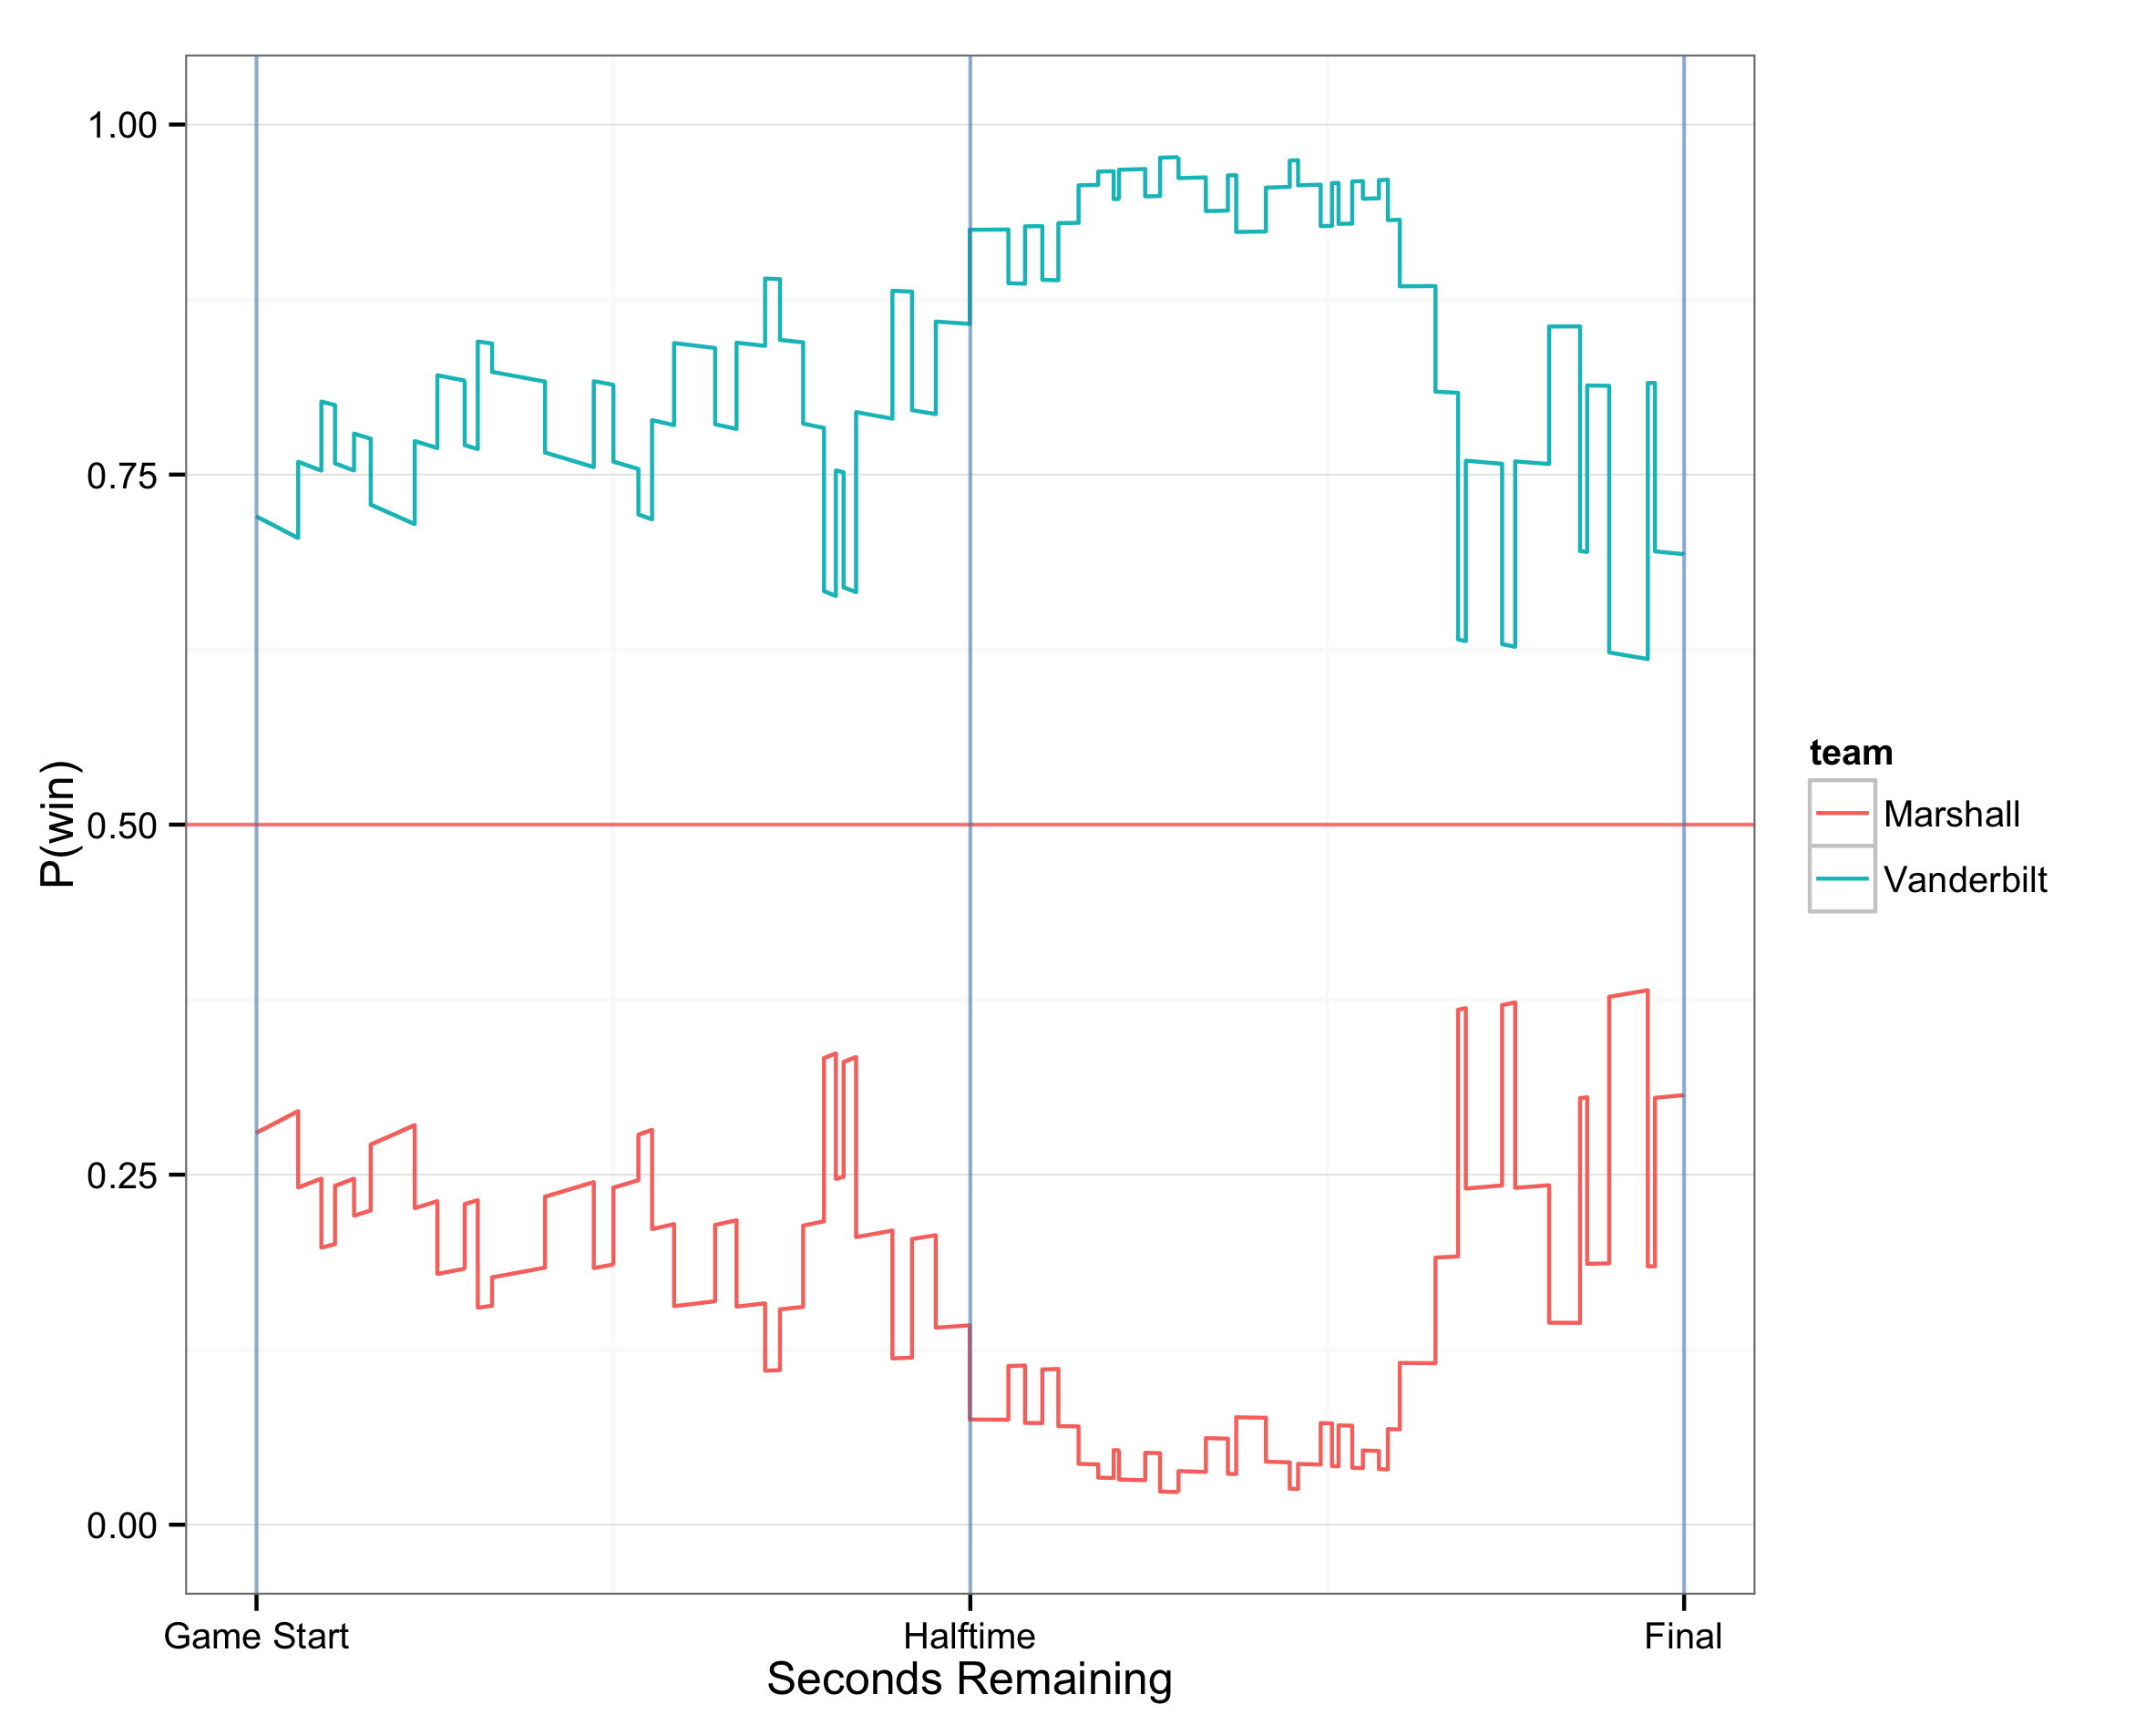 1.00
0.75
0.50
0.25
0.00
P(win)
Game Start
Halftime
Final
Seconds Remaining
team
Marshall
Vanderbilt